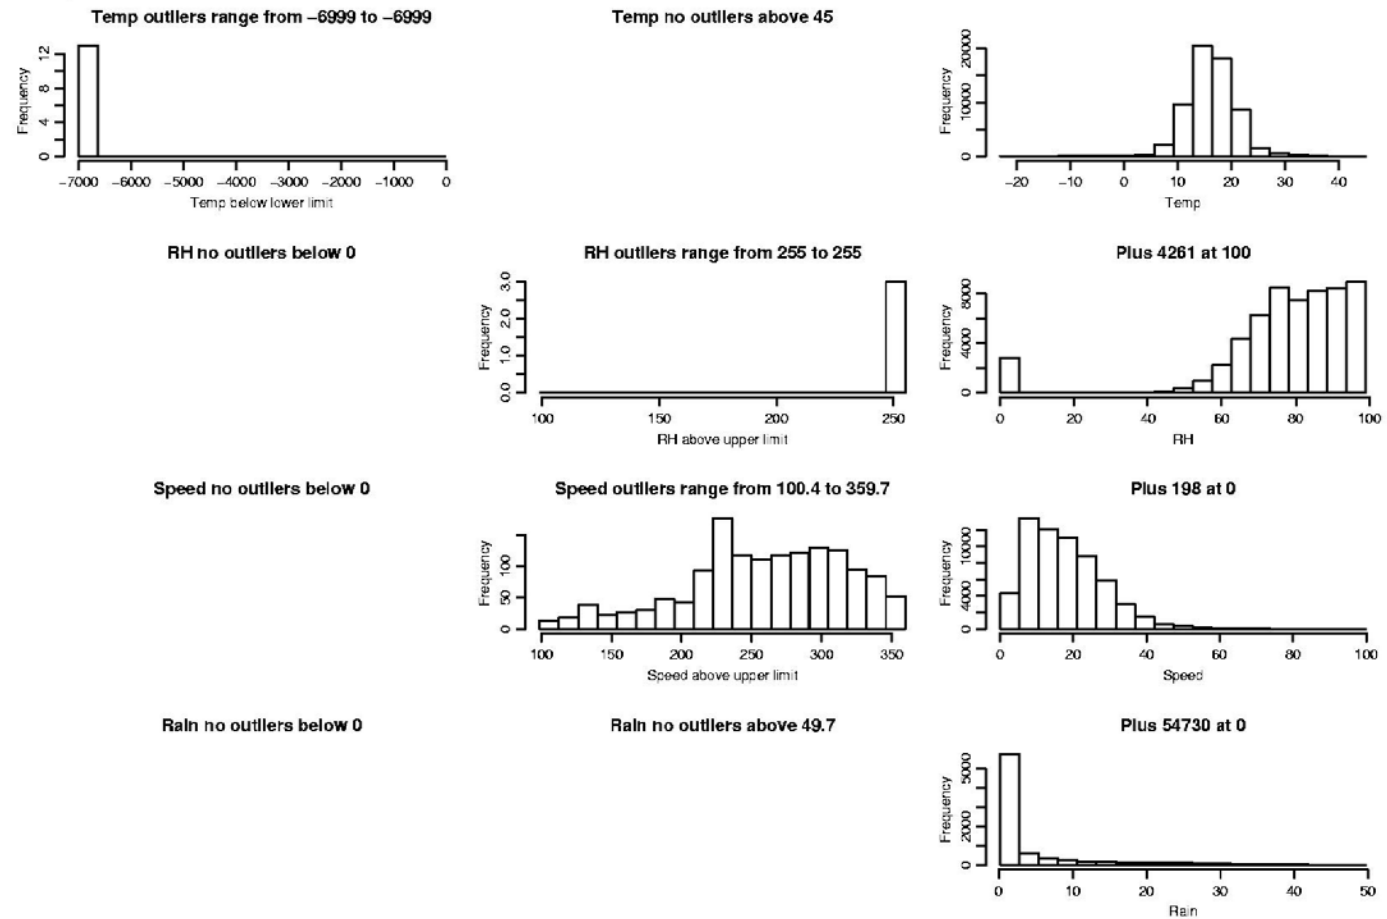 Temp outliers range from −6999 to −6999
Frequency
0 4 8 12
−7000 −6000 −5000 −4000 −3000 −2000 −1000 0
Temp below lower limit
Temp no outliers above 45
Frequency
0 10000 20000
−20 −10 0 10 20 30 40
Temp
RH no outliers below 0
RH outliers range from 255 to 255
Frequency
0.0 1.0 2.0 3.0
100 150 200 250
RH above upper limit
Plus 4261 at 100
Frequency
0 4000 8000
0 20 40 60 80 100
RH
Speed no outliers below 0
Speed outliers range from 100.4 to 359.7
Frequency
0 50 100
100 150 200 250 300 350
Speed above upper limit
Plus 198 at 0
Frequency
0 4000 10000
0 20 40 60 80 100
Speed
Rain no outliers below 0
Rain no outliers above 49.7
Plus 54730 at 0
Frequency
0 2000 5000
0 10 20 30 40 50
Rain